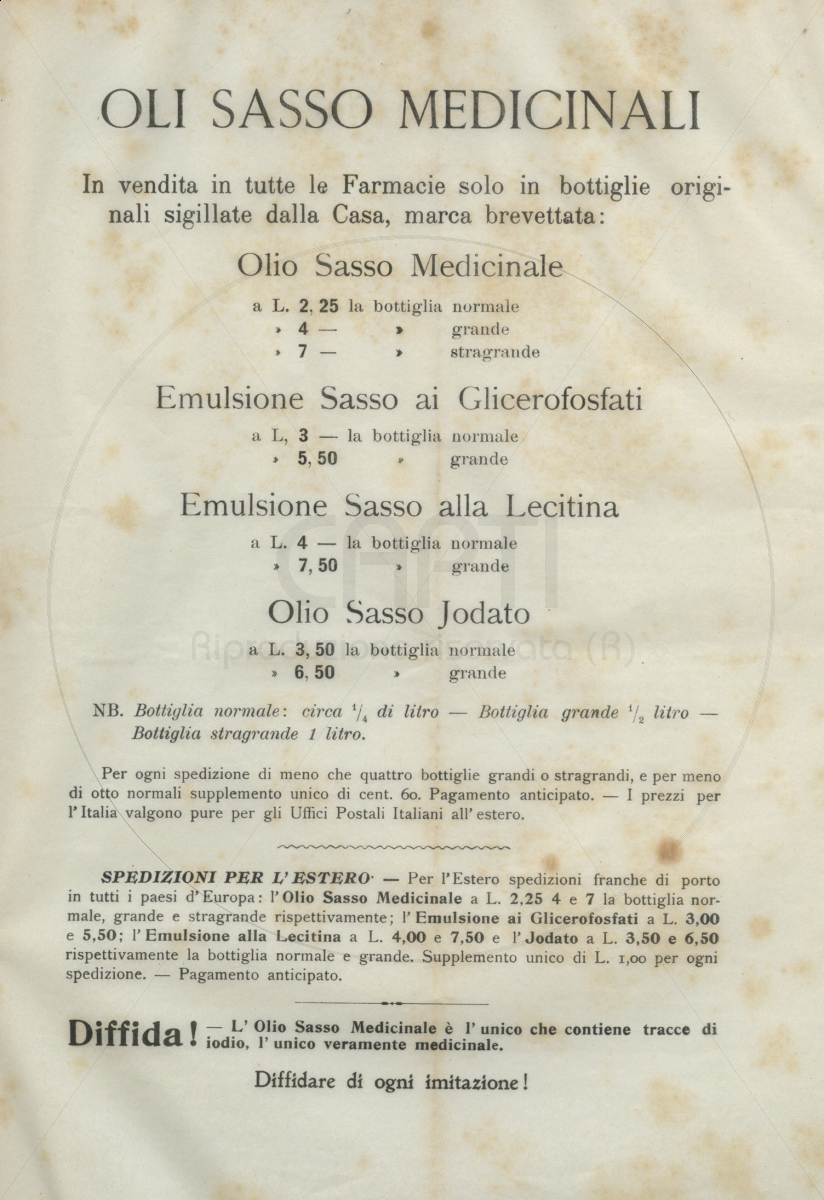 OLI SASSO MEDICINALI
In vendita in tutte le Farmacie solo in bottiglie origi-
nali sigillate dalla Casa, marca brevettata:
Olio Sasso Medicinale
a L. 2,25 la bottiglia normale
» 4 — » grande
» 7 — » stragrande
Emulsione Sasso ai Glicerofosfati
a L, 3 — la bottiglia normale
» 5,50 » grande
Emulsione Sasso alla Lecitina
a L. 4 — la bottiglia normale
» 7,50 » grande
Olio Sasso Jodato
a L. 3,50 la bottiglia normale
» 6,50 » grande
NB. Bottiglia normale: circa 1/4 di litro — Bottiglia grande 1/2 litro —
Bottiglia stragrande 1 litro.
Per ogni spedizione di meno che quattro bottiglie grandi o stragrandi, e per meno
di otto normali supplemento unico di cent. 60. Pagamento anticipato. — I prezzi per
l'Italia valgono pure per gli Uffici Postali Italiani all'estero.
SPEDIZIONI PER L'ESTERO· — Per l'Estero spedizioni franche di porto
in tutti i paesi d'Europa: l'Olio Sasso Medicinale a L. 2,25 4 e 7 la bottiglia nor-
male, grande e stragrande rispettivamente; l'Emulsione ai Glicerofosfati a L. 3,00
e 5,50; l'Emulsione alla Lecitina a L. 4,00 e 7,50 e l'Jodato a L. 3,50 e 6,50
rispettivamente la bottiglia normale e grande. Supplemento unico di L. 1,00 per ogni
spedizione. — Pagamento anticipato.
Diffida! — L'Olio Sasso Medicinale è l'unico che contiene tracce di
iodio, l'unico veramente medicinale.
Diffidare di ogni imitazione!